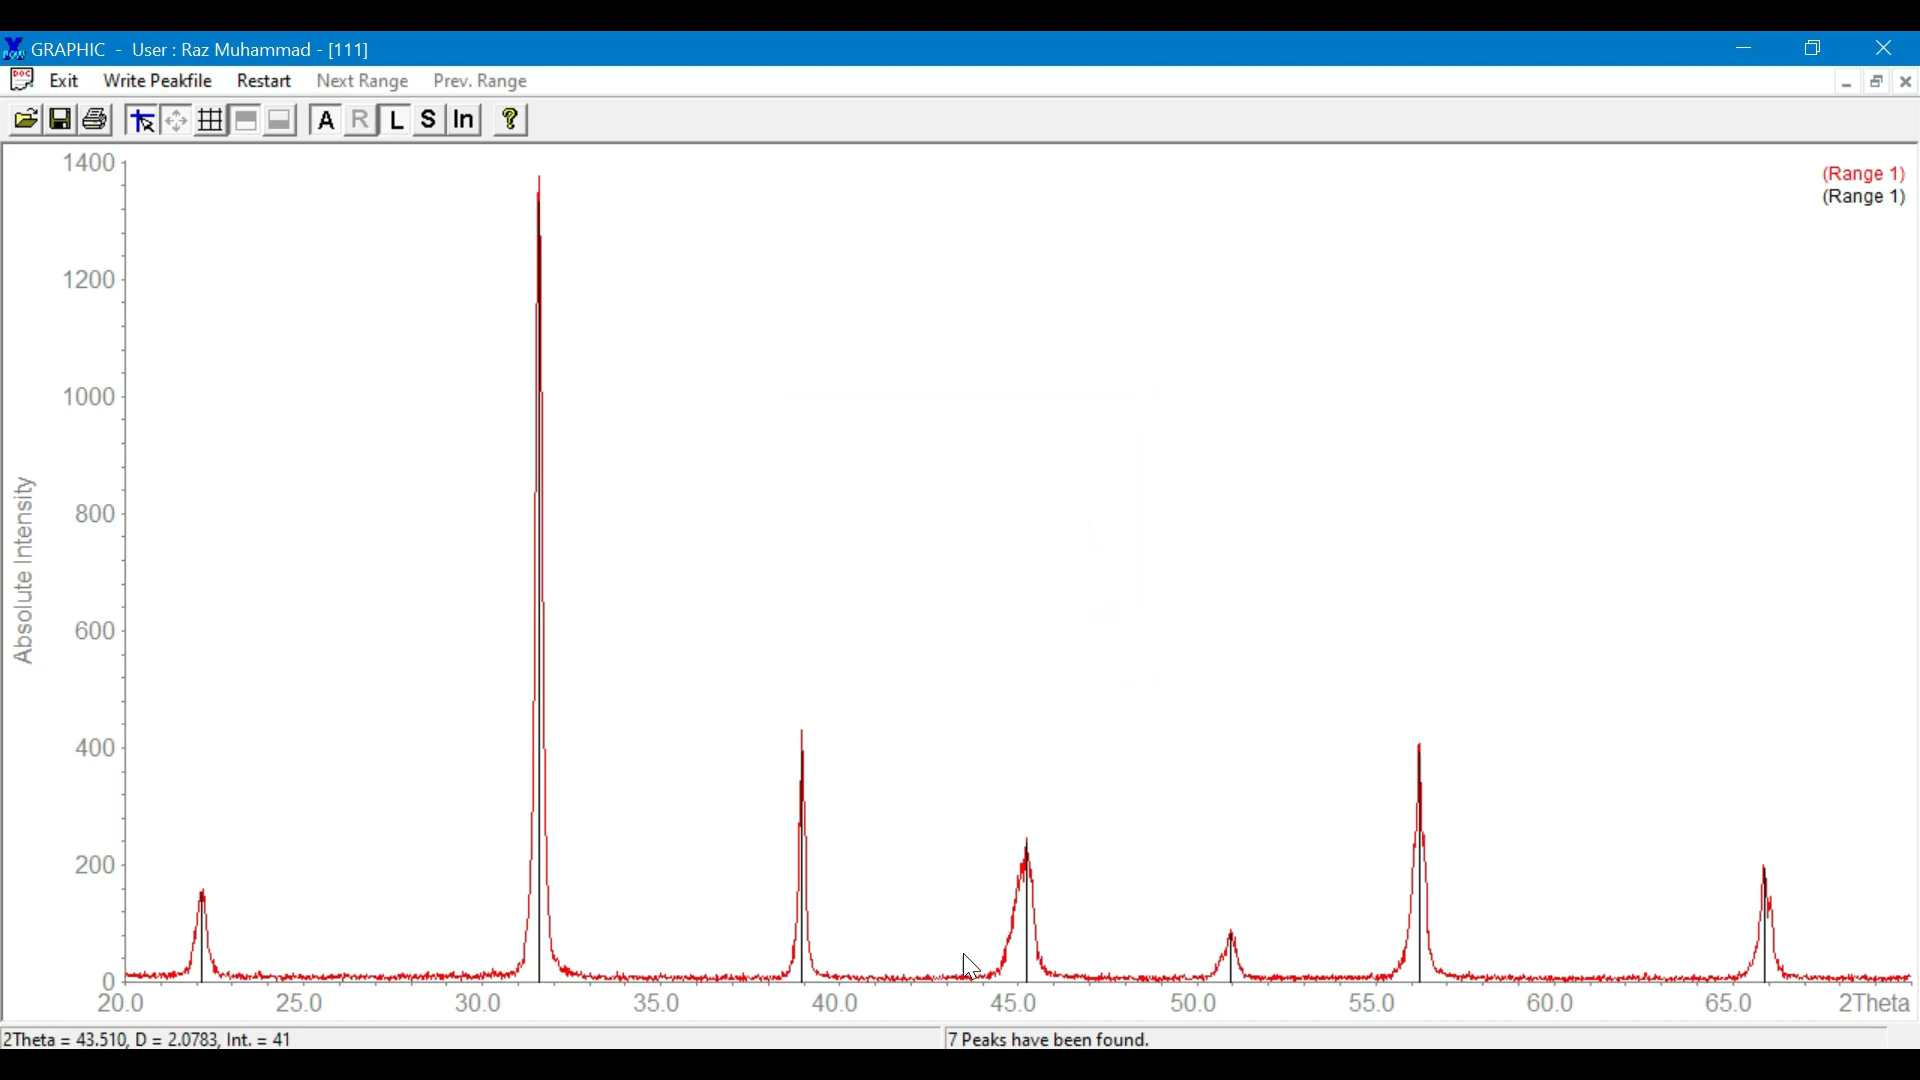 GRAPHIC - User : Raz Muhammad - [111]
DOC Exit Write Peakfile Restart Next Range Prev. Range
A R L S In ?
(Range 1)
(Range 1)
Absolute Intensity
1400
1200
1000
800
600
400
200
0
20.0 25.0 30.0 35.0 40.0 45.0 50.0 55.0 60.0 65.0 2Theta
2Theta = 43.510, D = 2.0783, Int. = 41 7 Peaks have been found.